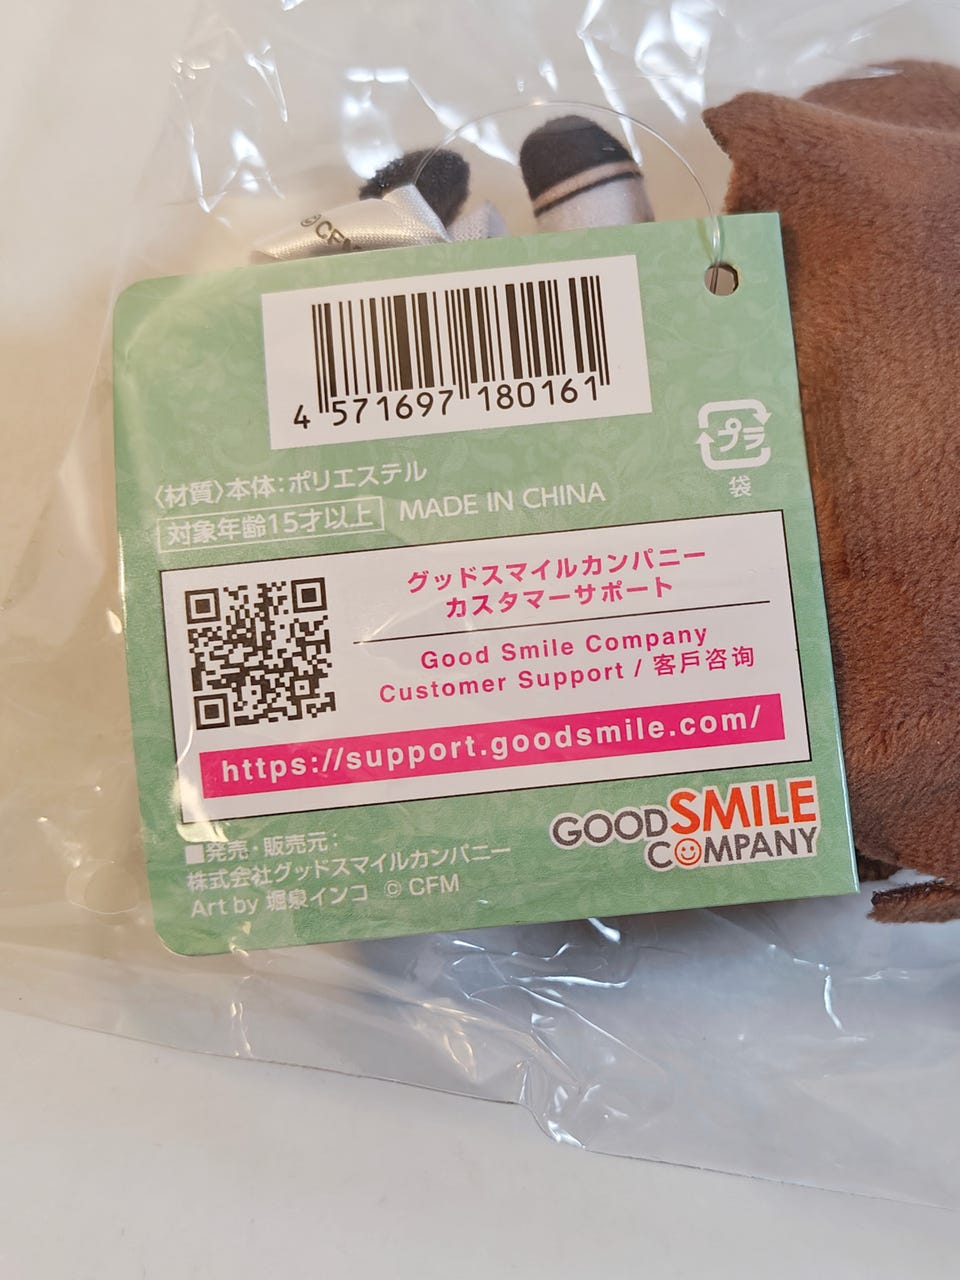 © CFM
4 571697 180161
プラ
袋
〈材質〉本体:ポリエステル
対象年齢15才以上 MADE IN CHINA
グッドスマイルカンパニー
カスタマーサポート
Good Smile Company
Customer Support / 客戶咨询
https://support.goodsmile.com/
GOOD SMILE
COMPANY
■発売・販売元:
株式会社グッドスマイルカンパニー
Art by 堀泉インコ © CFM